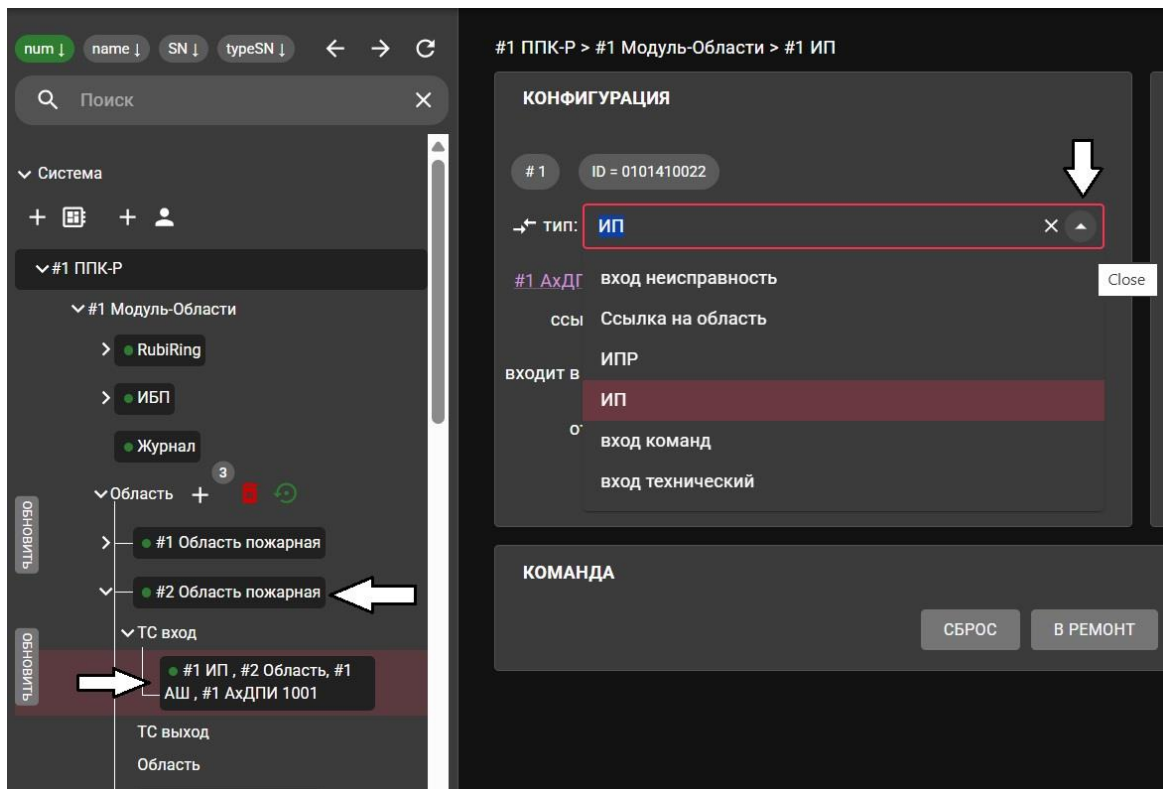 num ↓ name ↓ SN ↓ typeSN ↓
Поиск
Система
#1 ППК-Р
#1 Модуль-Области
RubiRing
ИБП
Журнал
3
Область
#1 Область пожарная
#2 Область пожарная
ТС вход
#1 ИП , #2 Область, #1
АШ , #1 АхДПИ 1001
ТС выход
Область
ОБНОВИТЬ
ОБНОВИТЬ
#1 ППК-Р > #1 Модуль-Области > #1 ИП
КОНФИГУРАЦИЯ
# 1 ID = 0101410022
тип: ИП
Close
#1 АхДП
ссы
входит в
от
вход неисправность
Ссылка на область
ИПР
ИП
вход команд
вход технический
КОМАНДА
СБРОС В РЕМОНТ